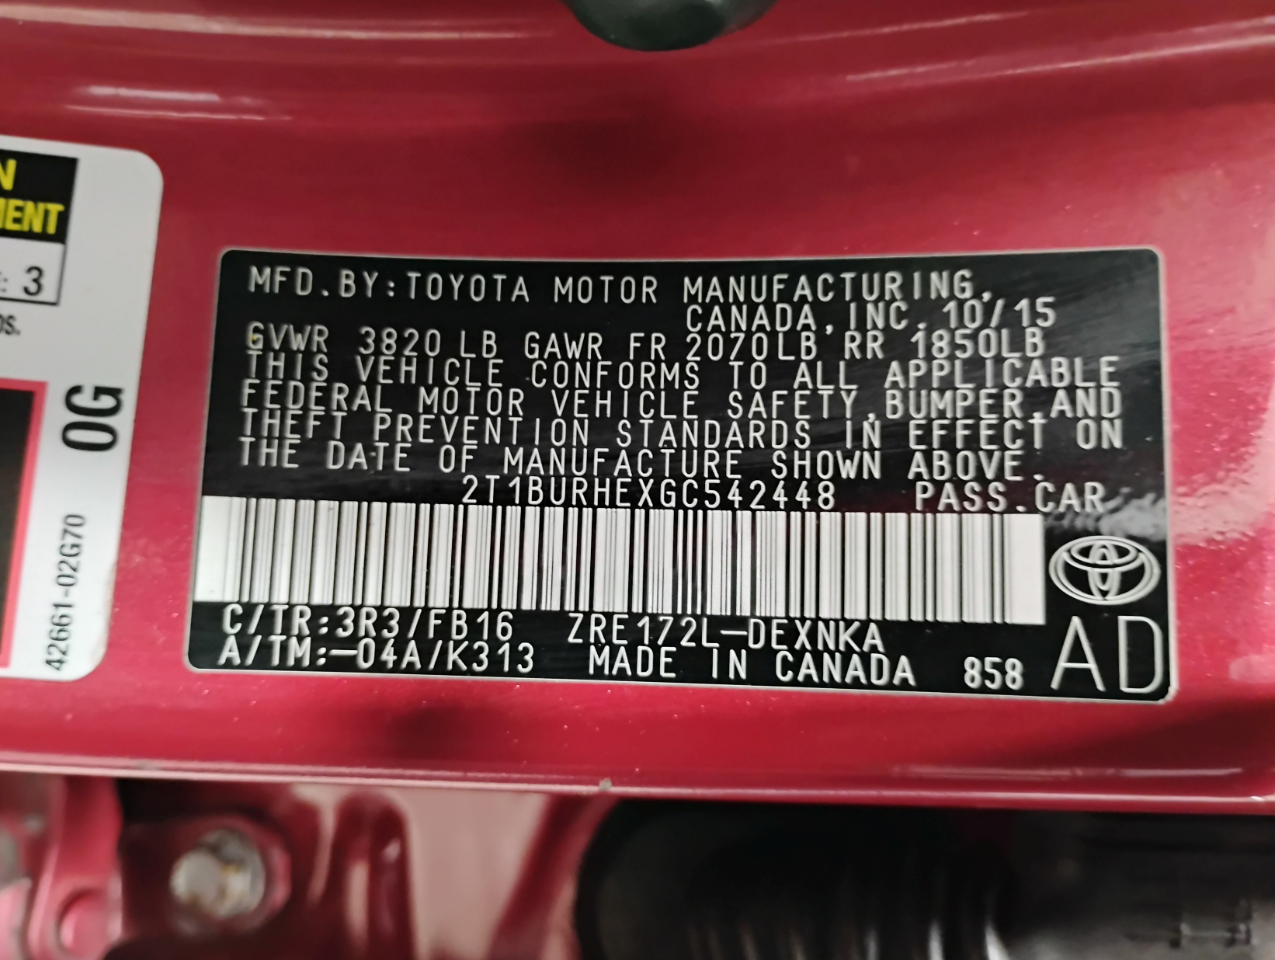 N
MENT
: 3
OS.
0G
42661-02G70
MFD.BY:TOYOTA MOTOR MANUFACTURING,
CANADA,INC. 10/15
GVWR 3820 LB GAWR FR 2070LB RR 1850LB
THIS VEHICLE CONFORMS TO ALL APPLICABLE
FEDERAL MOTOR VEHICLE SAFETY,BUMPER,AND
THEFT PREVENTION STANDARDS IN EFFECT ON
THE DATE OF MANUFACTURE SHOWN ABOVE.
2T1BURHEXGC542448 PASS.CAR
C/TR:3R3/FB16 ZRE172L-DEXNKA
A/TM:-04A/K313 MADE IN CANADA 858 AD